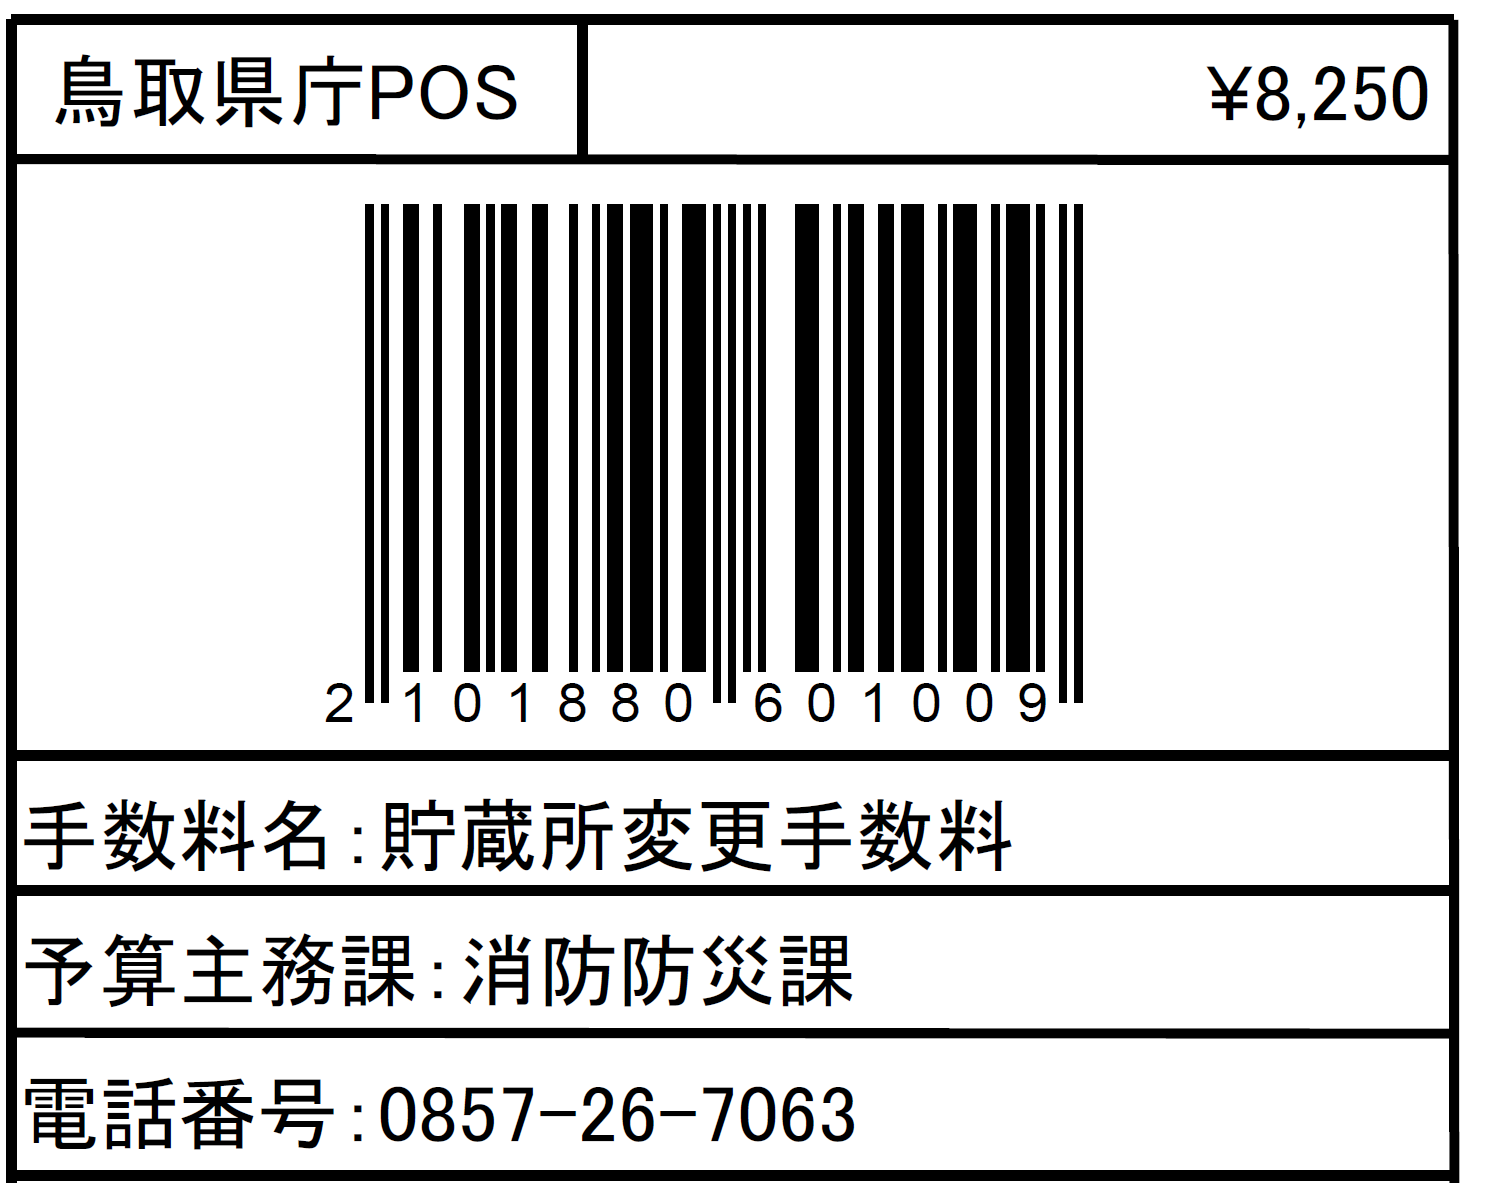 鳥取県庁POS ¥8,250
2 101880 601009
手数料名:貯蔵所変更手数料
予算主務課:消防防災課
電話番号:0857-26-7063